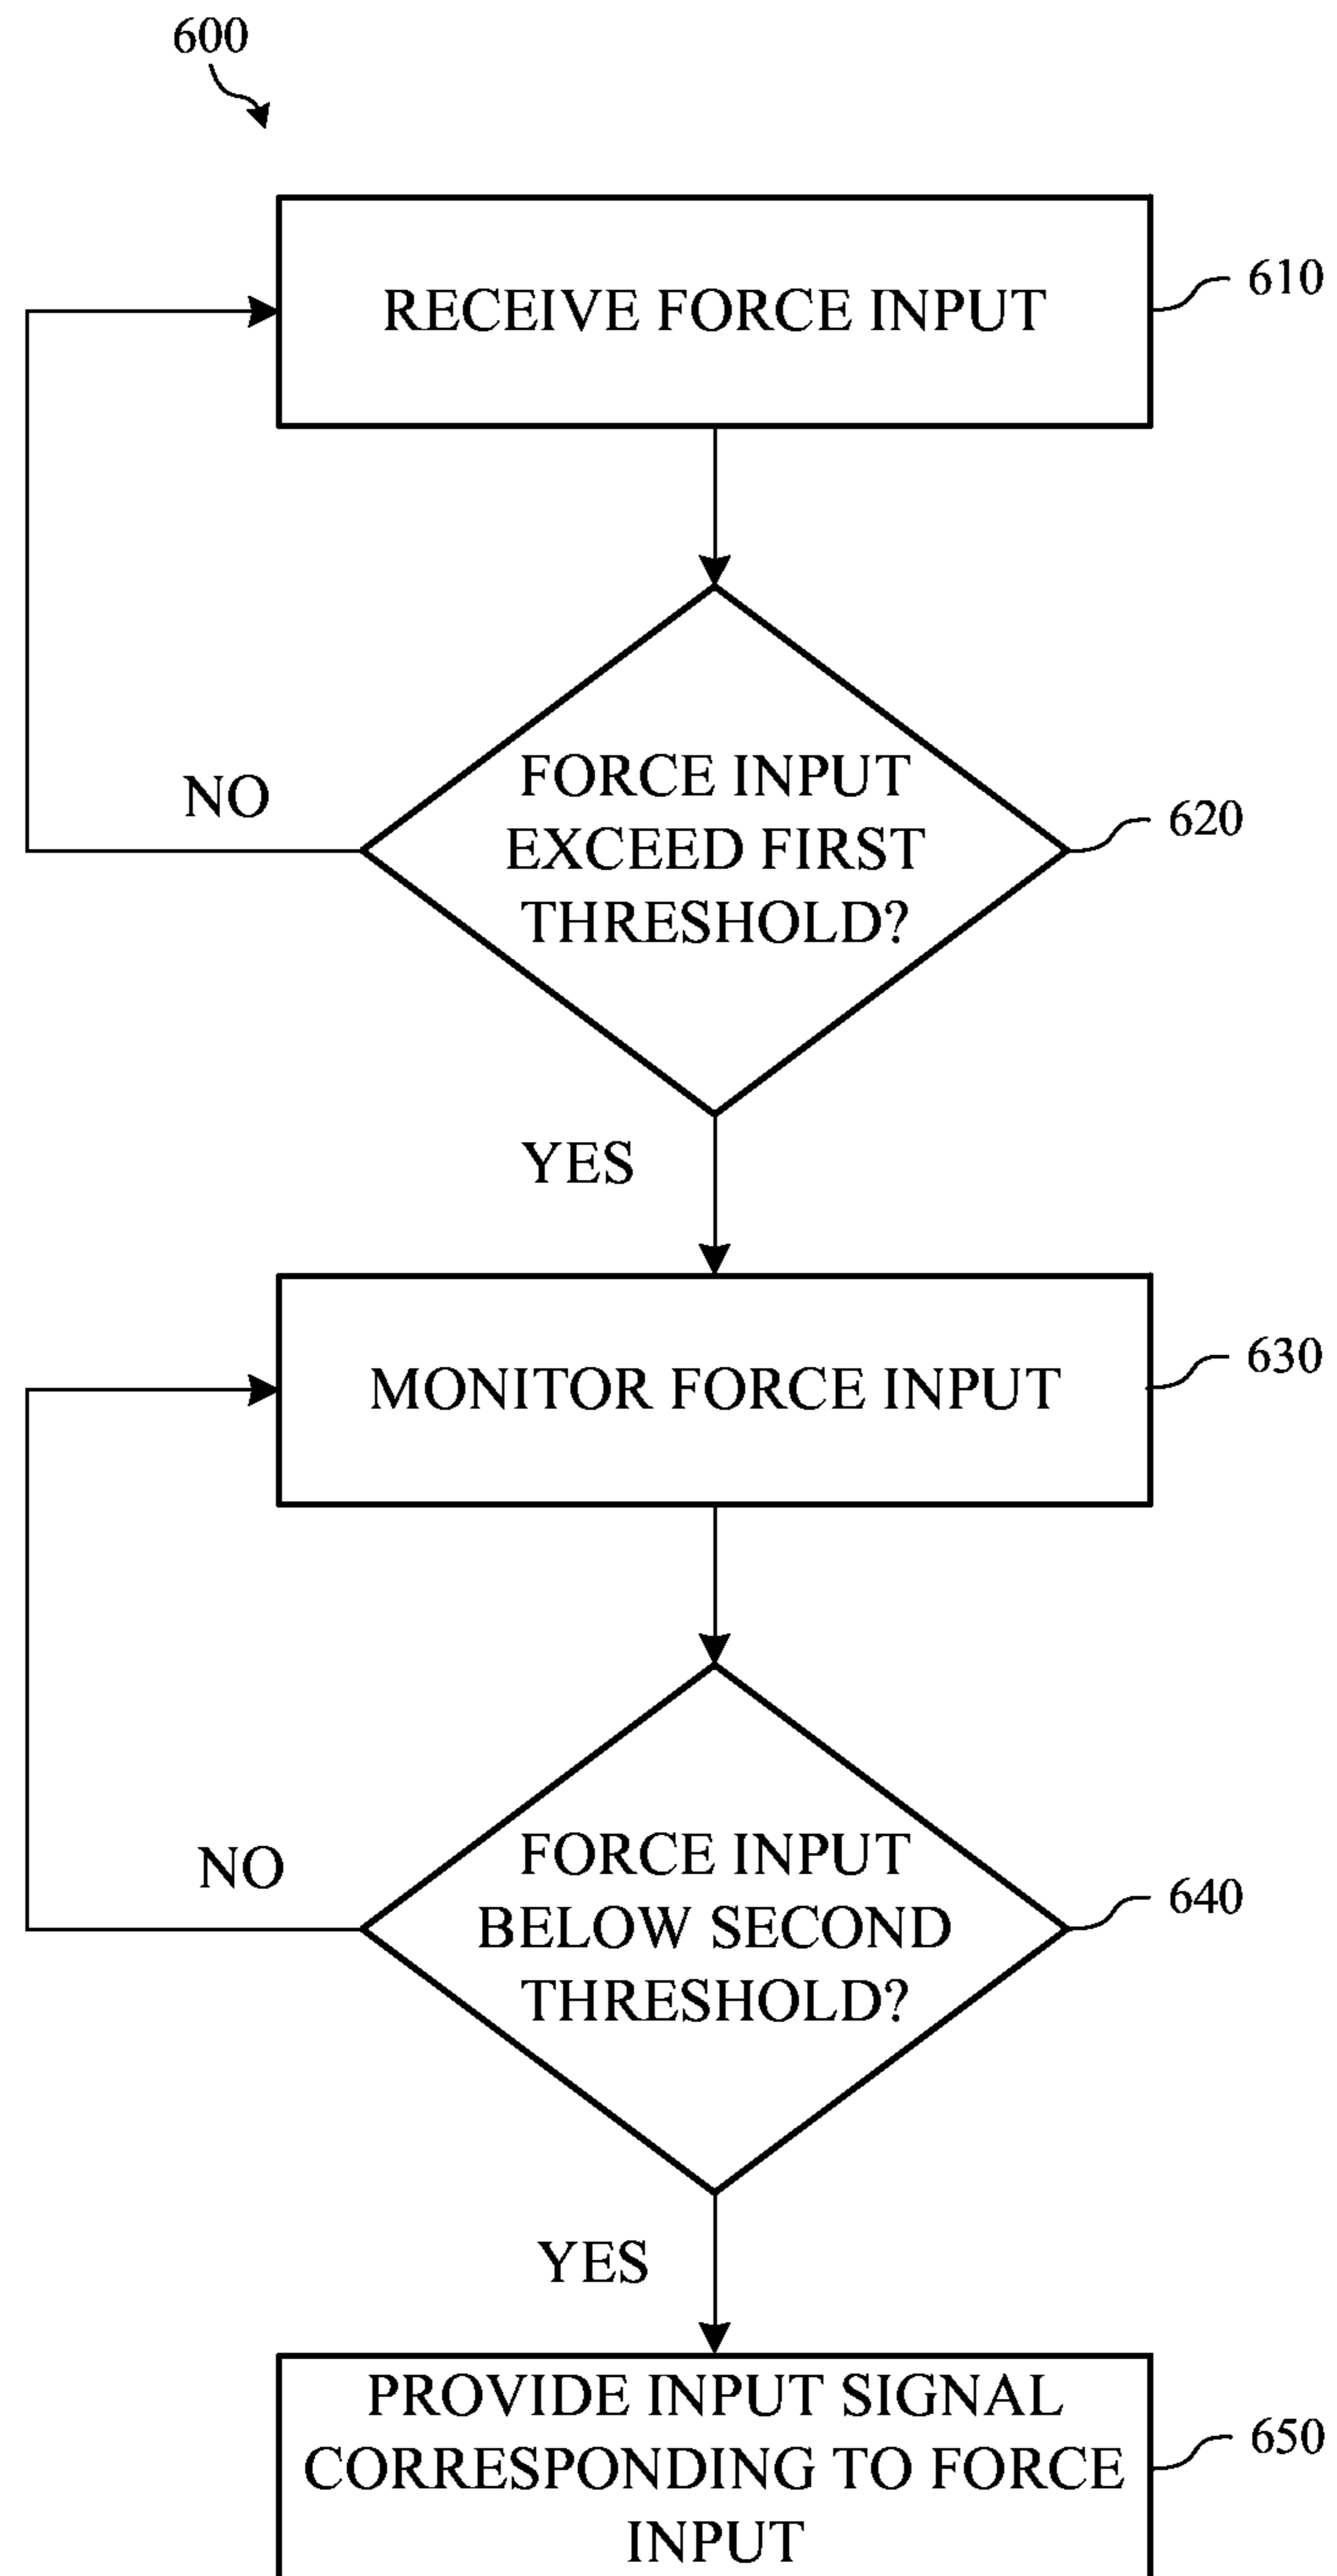 600
RECEIVE FORCE INPUT
610
FORCE INPUT
EXCEED FIRST
THRESHOLD?
620
NO
YES
MONITOR FORCE INPUT
630
FORCE INPUT
BELOW SECOND
THRESHOLD?
640
NO
YES
PROVIDE INPUT SIGNAL
CORRESPONDING TO FORCE
INPUT
650